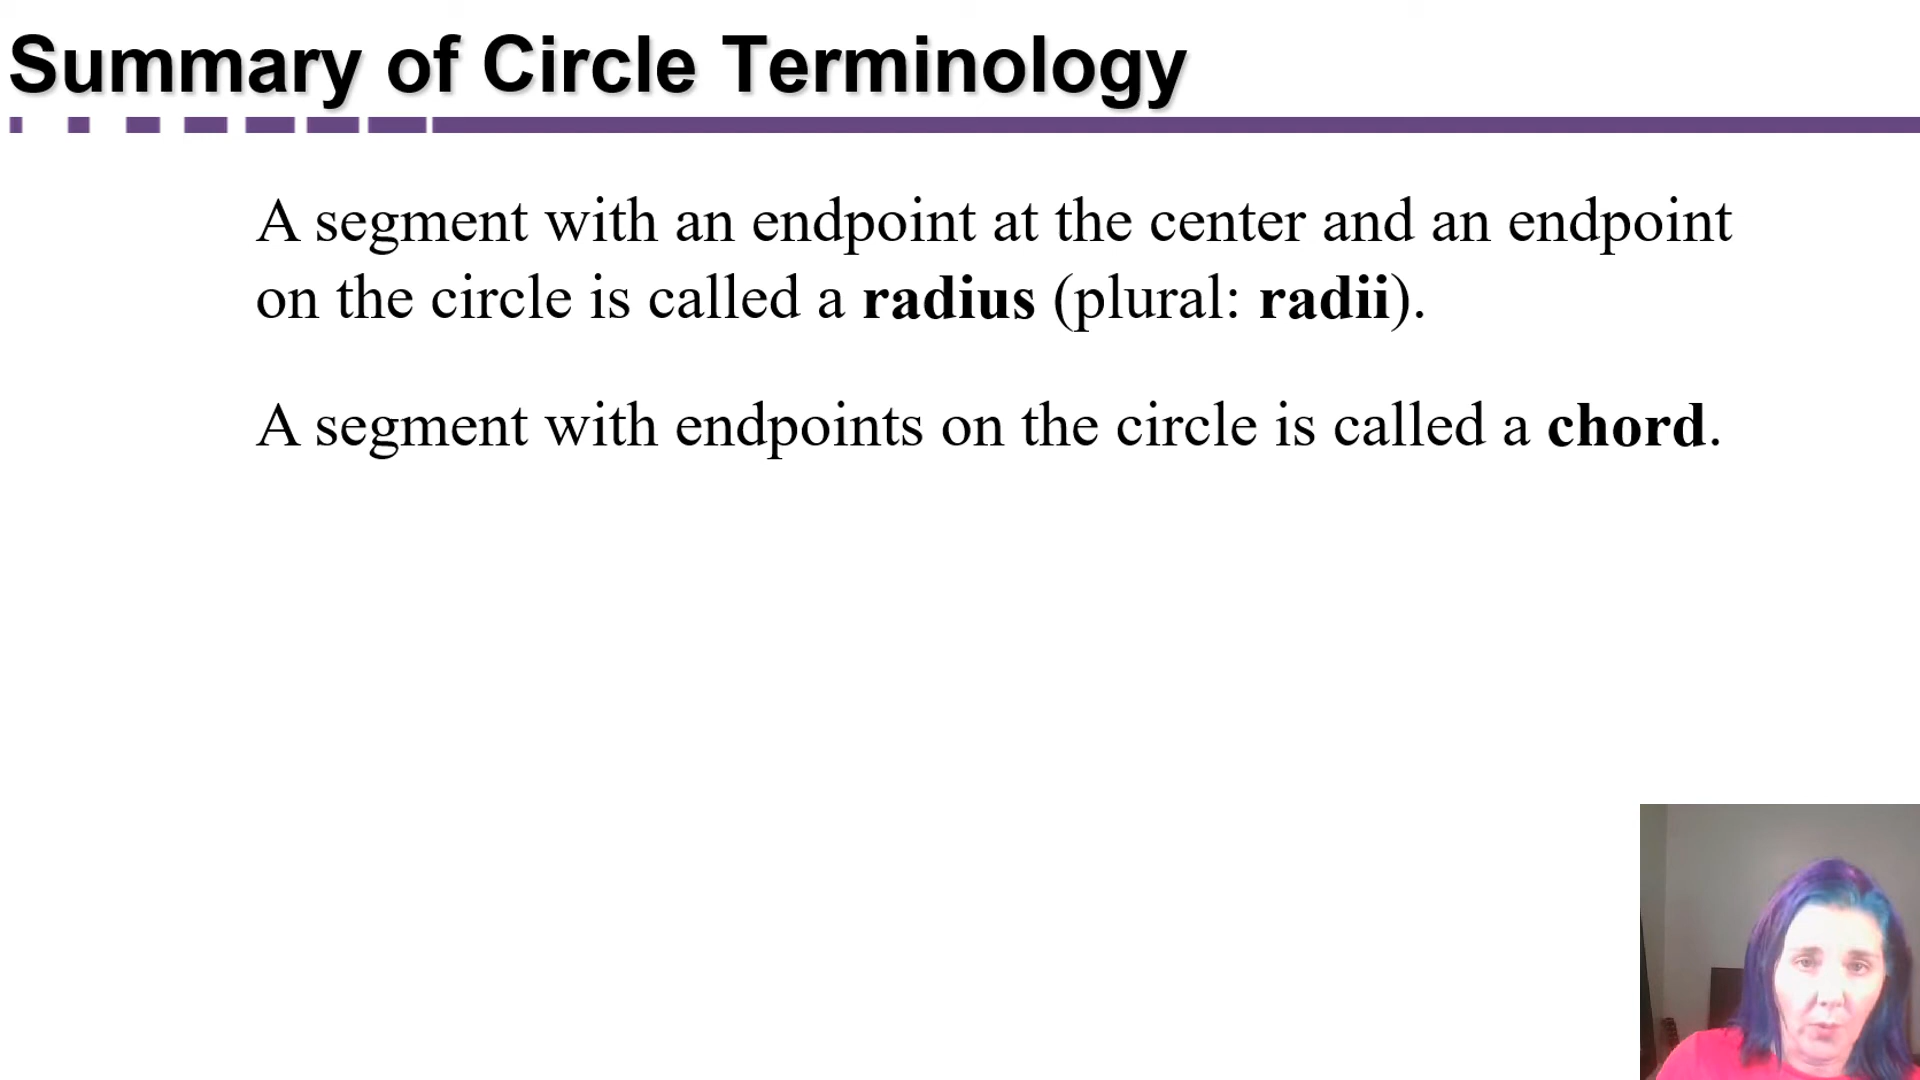 Summary of Circle Terminology
A segment with an endpoint at the center and an endpoint
on the circle is called a radius (plural: radii).
A segment with endpoints on the circle is called a chord.